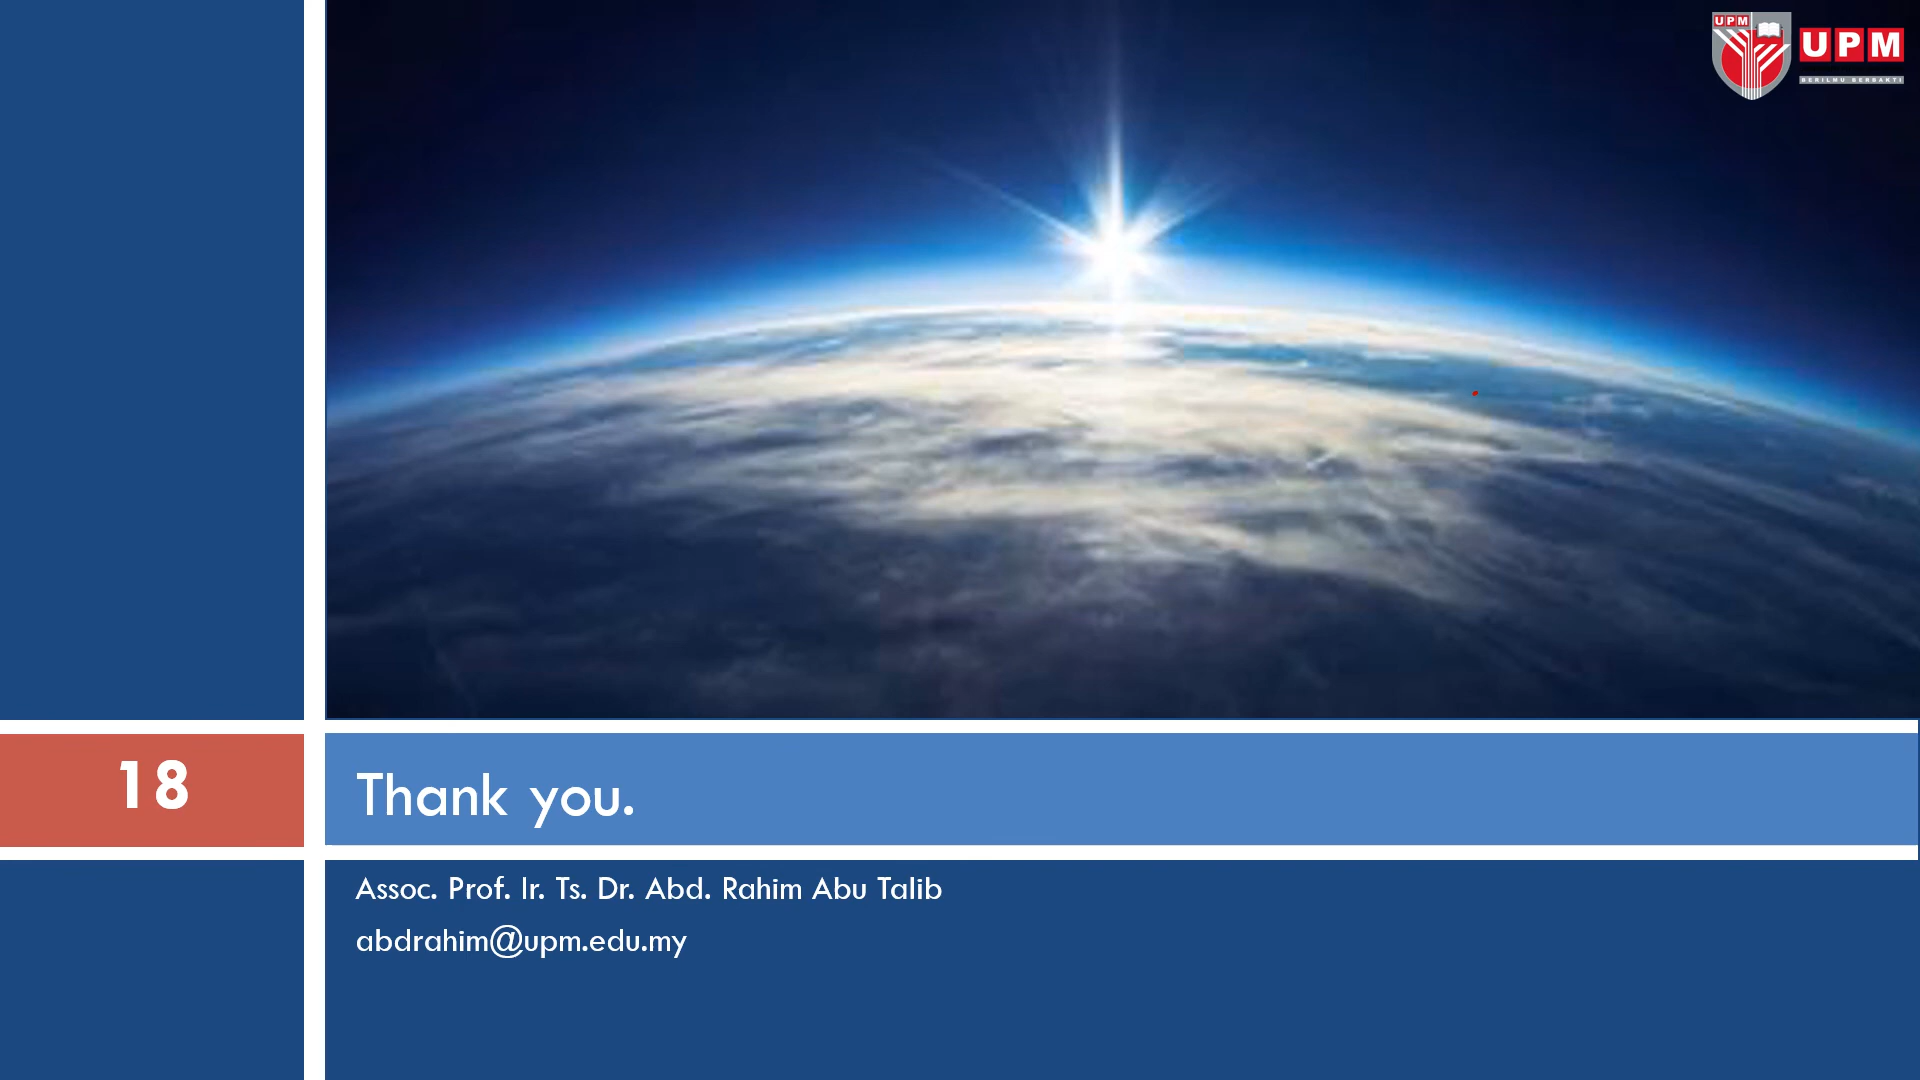 UPM
UPM
BERILMU BERBAKTI
18
Thank you.
Assoc. Prof. Ir. Ts. Dr. Abd. Rahim Abu Talib
abdrahim@upm.edu.my